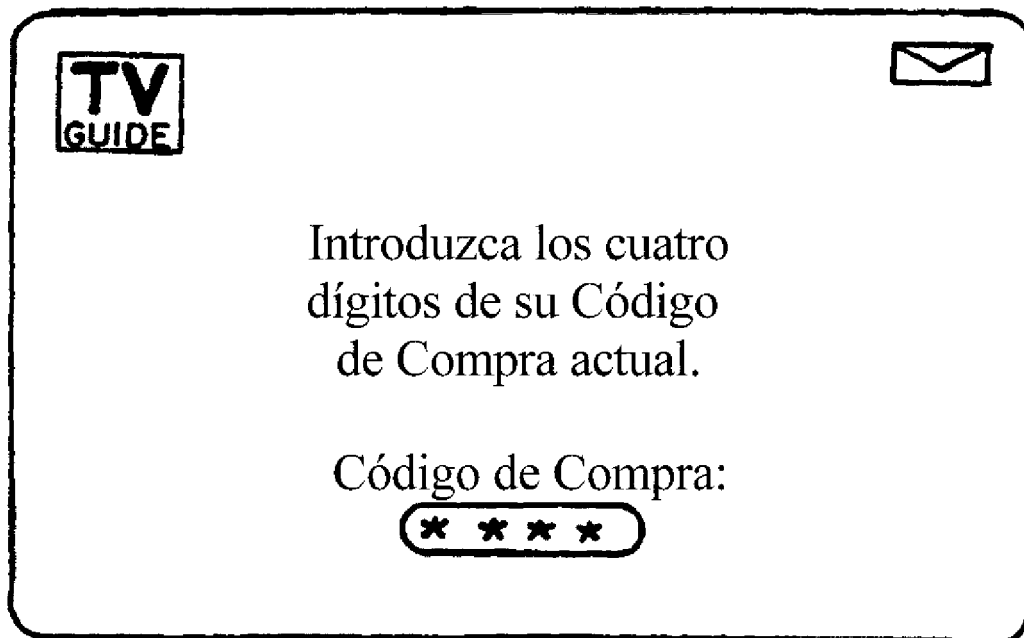 TV
GUIDE
Introduzca los cuatro
dígitos de su Código
de Compra actual.
Código de Compra:
* * * *